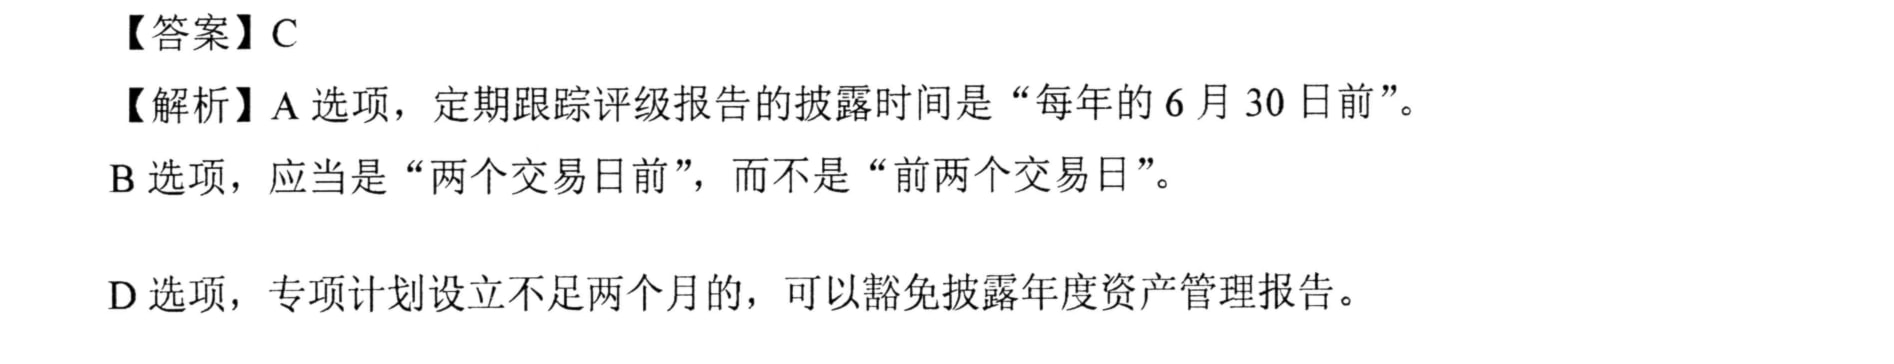 【答案】C
【解析】A 选项，定期跟踪评级报告的披露时间是“每年的 6 月 30 日前”。
B 选项，应当是“两个交易日前”，而不是“前两个交易日”。
D 选项，专项计划设立不足两个月的，可以豁免披露年度资产管理报告。